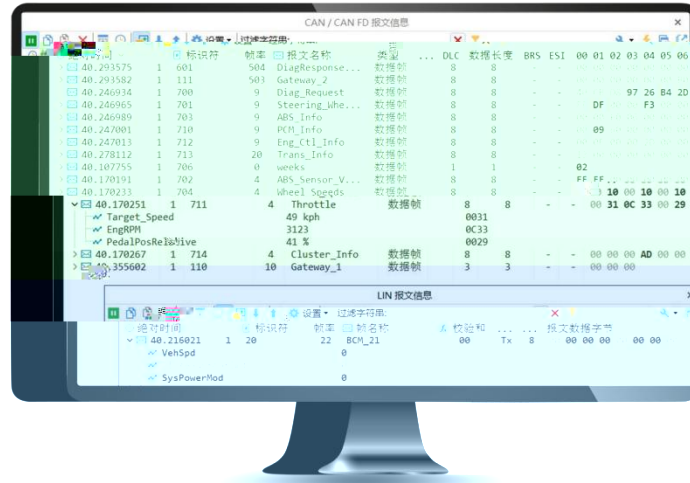 CAN / CAN FD 报文信息
设置 过滤字符串:
绝对时间 标识符 帧率 报文名称 类型 ... DLC 数据长度 BRS ESI 00 01 02 03 04 05 06
40.293575 1 601 504 DiagResponse... 数据帧 8 8 - -
40.293582 1 111 503 Gateway_2 数据帧 8 8 - -
40.246934 1 700 9 Diag_Request 数据帧 8 8 - - 97 26 B4 2D
40.246965 1 701 9 Steering_Whe... 数据帧 8 8 - - DF F3
40.246989 1 703 9 ABS_Info 数据帧 8 8 - -
40.247001 1 710 9 PCM_Info 数据帧 8 8 - - 09
40.247013 1 712 9 Eng_Ctl_Info 数据帧 8 8 - -
40.278112 1 713 20 Trans_Info 数据帧 8 8 - -
40.107755 1 706 0 weeks 数据帧 1 1 - - 02
40.170191 1 702 4 ABS_Sensor_V... 数据帧 8 8 - - FF FF
40.170233 1 704 4 Wheel Speeds 数据帧 8 8 - - 10 00 10 00 10
40.170251 1 711 4 Throttle 数据帧 8 8 - - 00 31 0C 33 00 29
Target_Speed 49 kph 0031
EngRPM 3123 0C33
PedalPosRelative 41 % 0029
40.170267 1 714 4 Cluster_Info 数据帧 8 8 - - 00 00 00 AD 00 00
.355602 1 110 10 Gateway_1 数据帧 3 3 - - 00 00 00
LIN 报文信息
设置 过滤字符串:
绝对时间 标识符 帧率 帧名称 校验和 ... ... 报文数据字节
40.216021 1 20 22 BCM_21 00 Tx 8 00 00 00 00 00
VehSpd 0
SysPowerMod 0